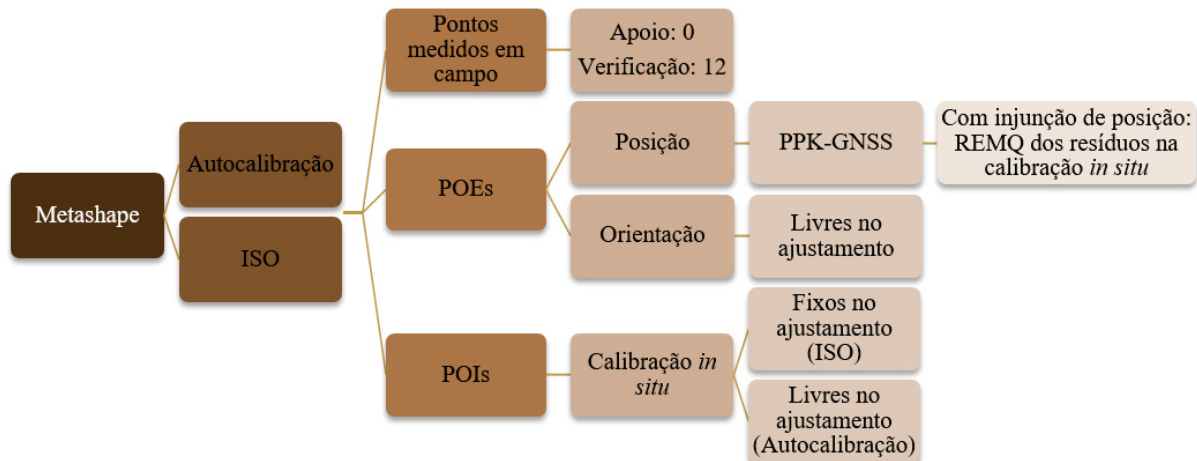 Metashape
Autocalibração
ISO
Pontos
medidos em
campo
Apoio: 0
Verificação: 12
POEs
Posição
PPK-GNSS
Com injunção de posição:
REMQ dos resíduos na
calibração in situ
Orientação
Livres no
ajustamento
POIs
Calibração in
situ
Fixos no
ajustamento
(ISO)
Livres no
ajustamento
(Autocalibração)